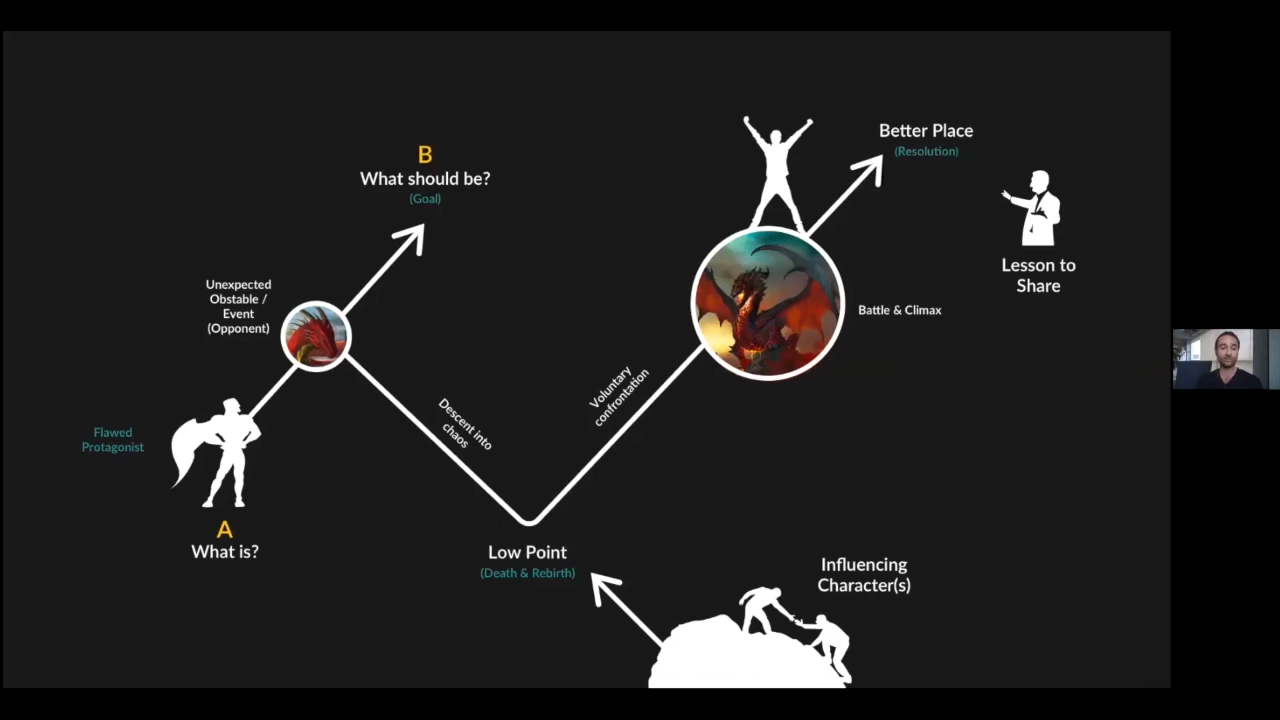 B
What should be?
(Goal)
Better Place
(Resolution)
Lesson to
Share
Unexpected
Obstable /
Event
(Opponent)
Battle & Climax
Descent into
chaos
Voluntary
confrontation
Flawed
Protagonist
A
What is?
Low Point
(Death & Rebirth)
Influencing
Character(s)